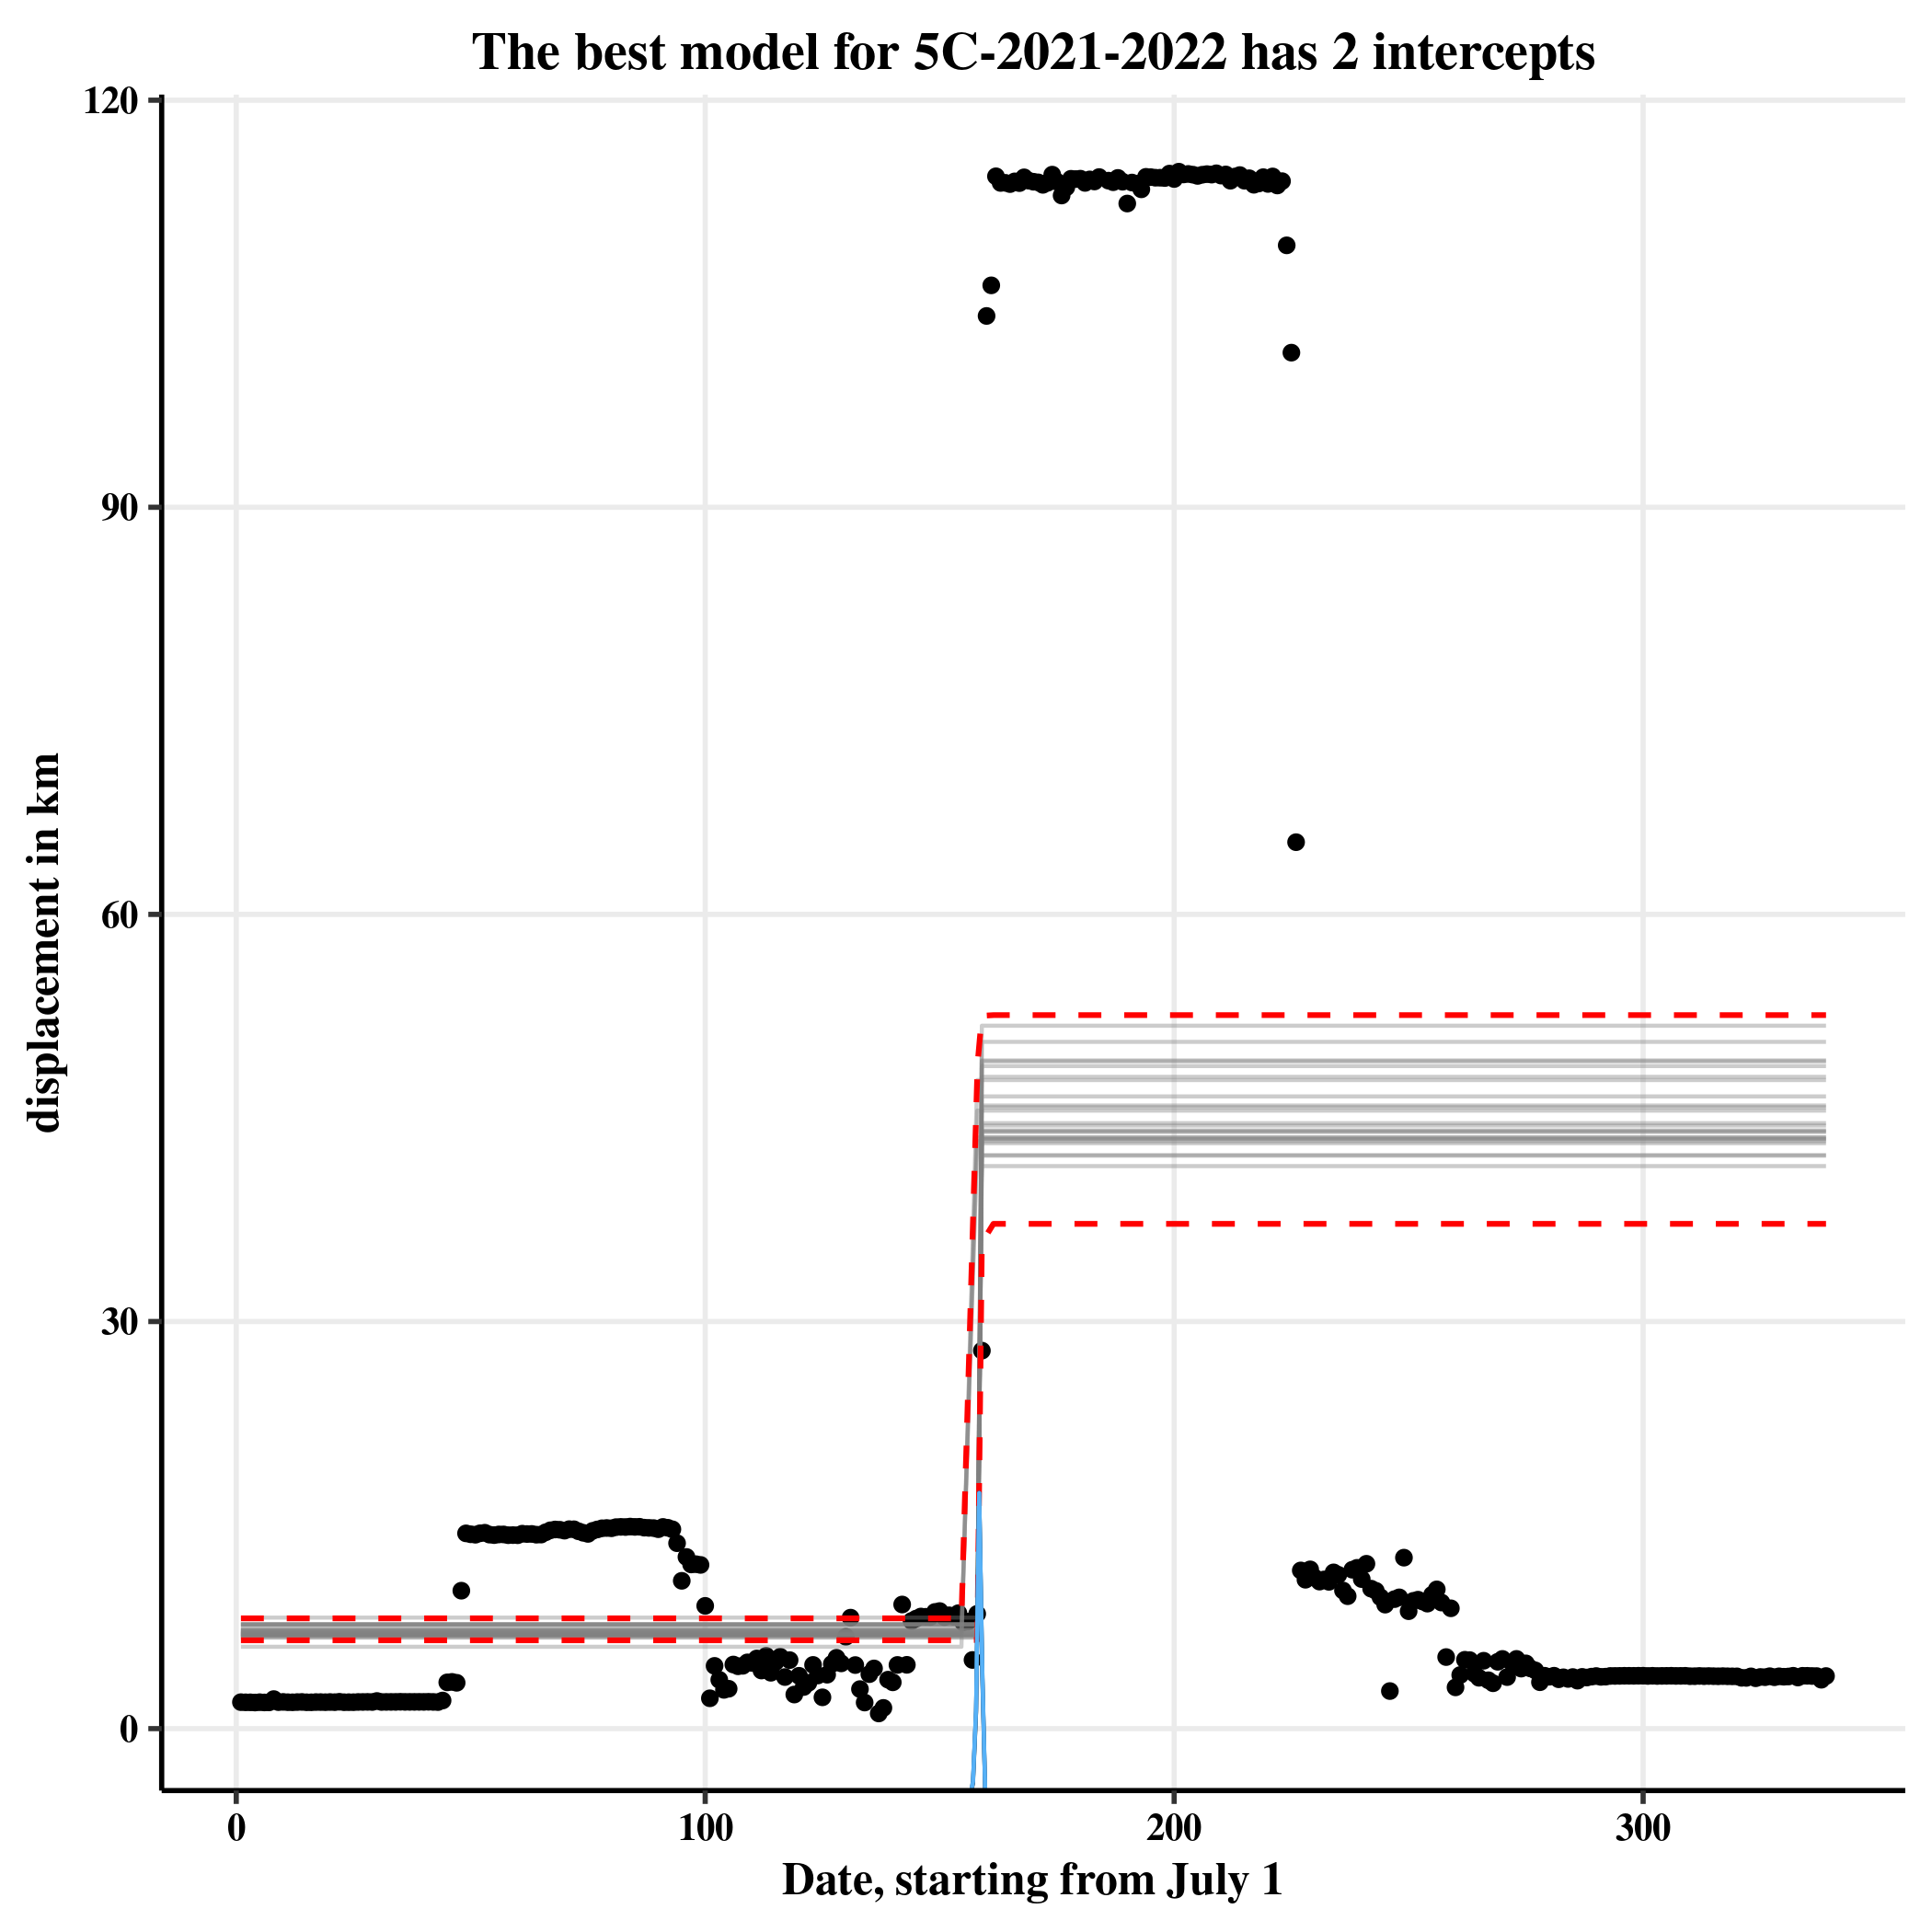 The best model for 5C-2021-2022 has 2 intercepts
120
90
60
30
0
displacement in km
0 100 200 300
Date, starting from July 1